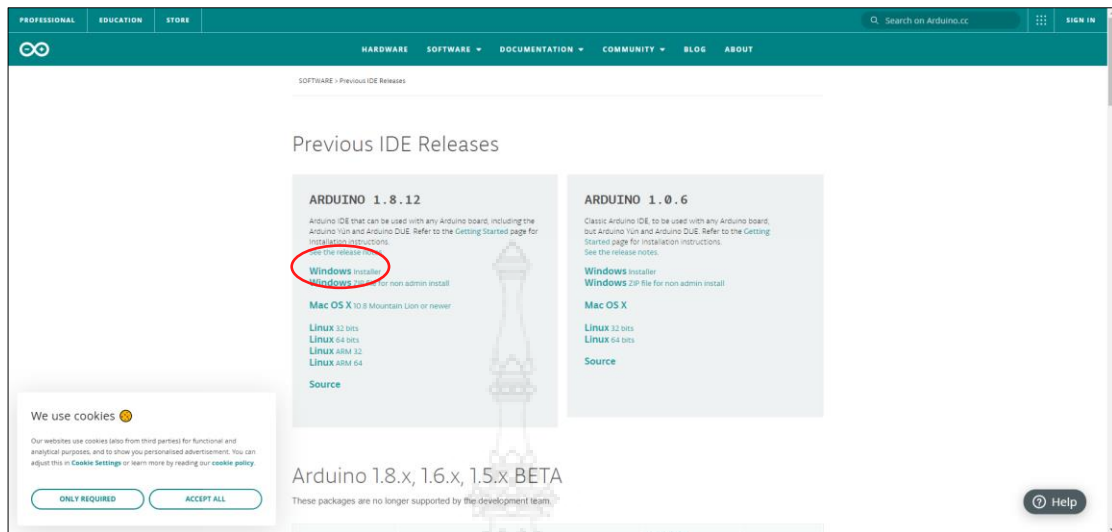 PROFESSIONAL EDUCATION STORE Search on Arduino.cc SIGN IN
HARDWARE SOFTWARE DOCUMENTATION COMMUNITY BLOG ABOUT
SOFTWARE > Previous IDE Releases
Previous IDE Releases
ARDUINO 1.8.12
Arduino IDE that can be used with any Arduino board, including the
Arduino Yún and Arduino DUE. Refer to the Getting Started page for
Installation instructions.
See the release notes.
Windows Installer
Windows ZIP file for non admin install
Mac OS X 10.8 Mountain Lion or newer
Linux 32 bits
Linux 64 bits
Linux ARM 32
Linux ARM 64
Source
ARDUINO 1.0.6
Classic Arduino IDE, to be used with any Arduino board,
but Arduino Yún and Arduino DUE. Refer to the Getting
Started page for Installation instructions.
See the release notes.
Windows Installer
Windows ZIP file for non admin install
Mac OS X
Linux 32 bits
Linux 64 bits
Source
We use cookies
Our websites use cookies (also from third parties) for functional and
analytical purposes, and to show you personalised advertisement. You can
adjust this in Cookie Settings or learn more by reading our cookie policy.
ONLY REQUIRED ACCEPT ALL
Arduino 1.8.x, 1.6.x, 1.5.x BETA
These packages are no longer supported by the development team.
Help